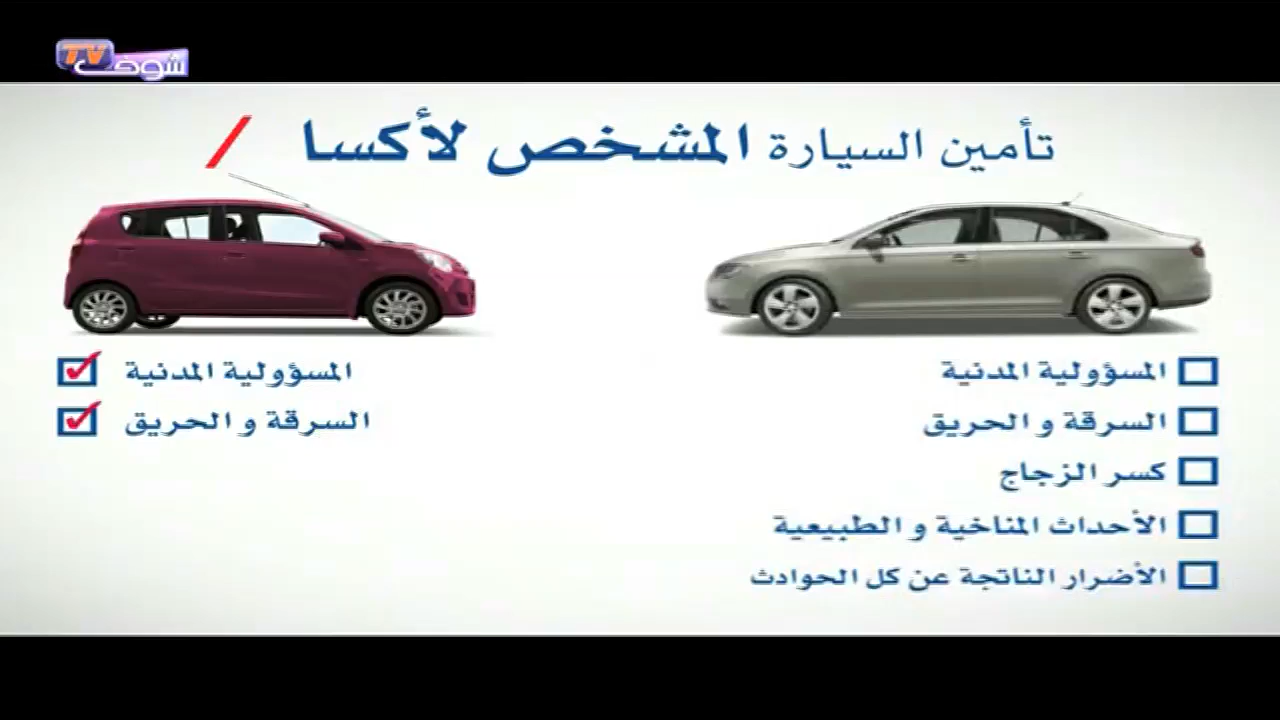 شوف TV
تأمين السيارة المشخص لأكسا /
المسؤولية المدنية
السرقة و الحريق
كسر الزجاج
الأحداث المناخية و الطبيعية
الأضرار الناتجة عن كل الحوادث
المسؤولية المدنية
السرقة و الحريق